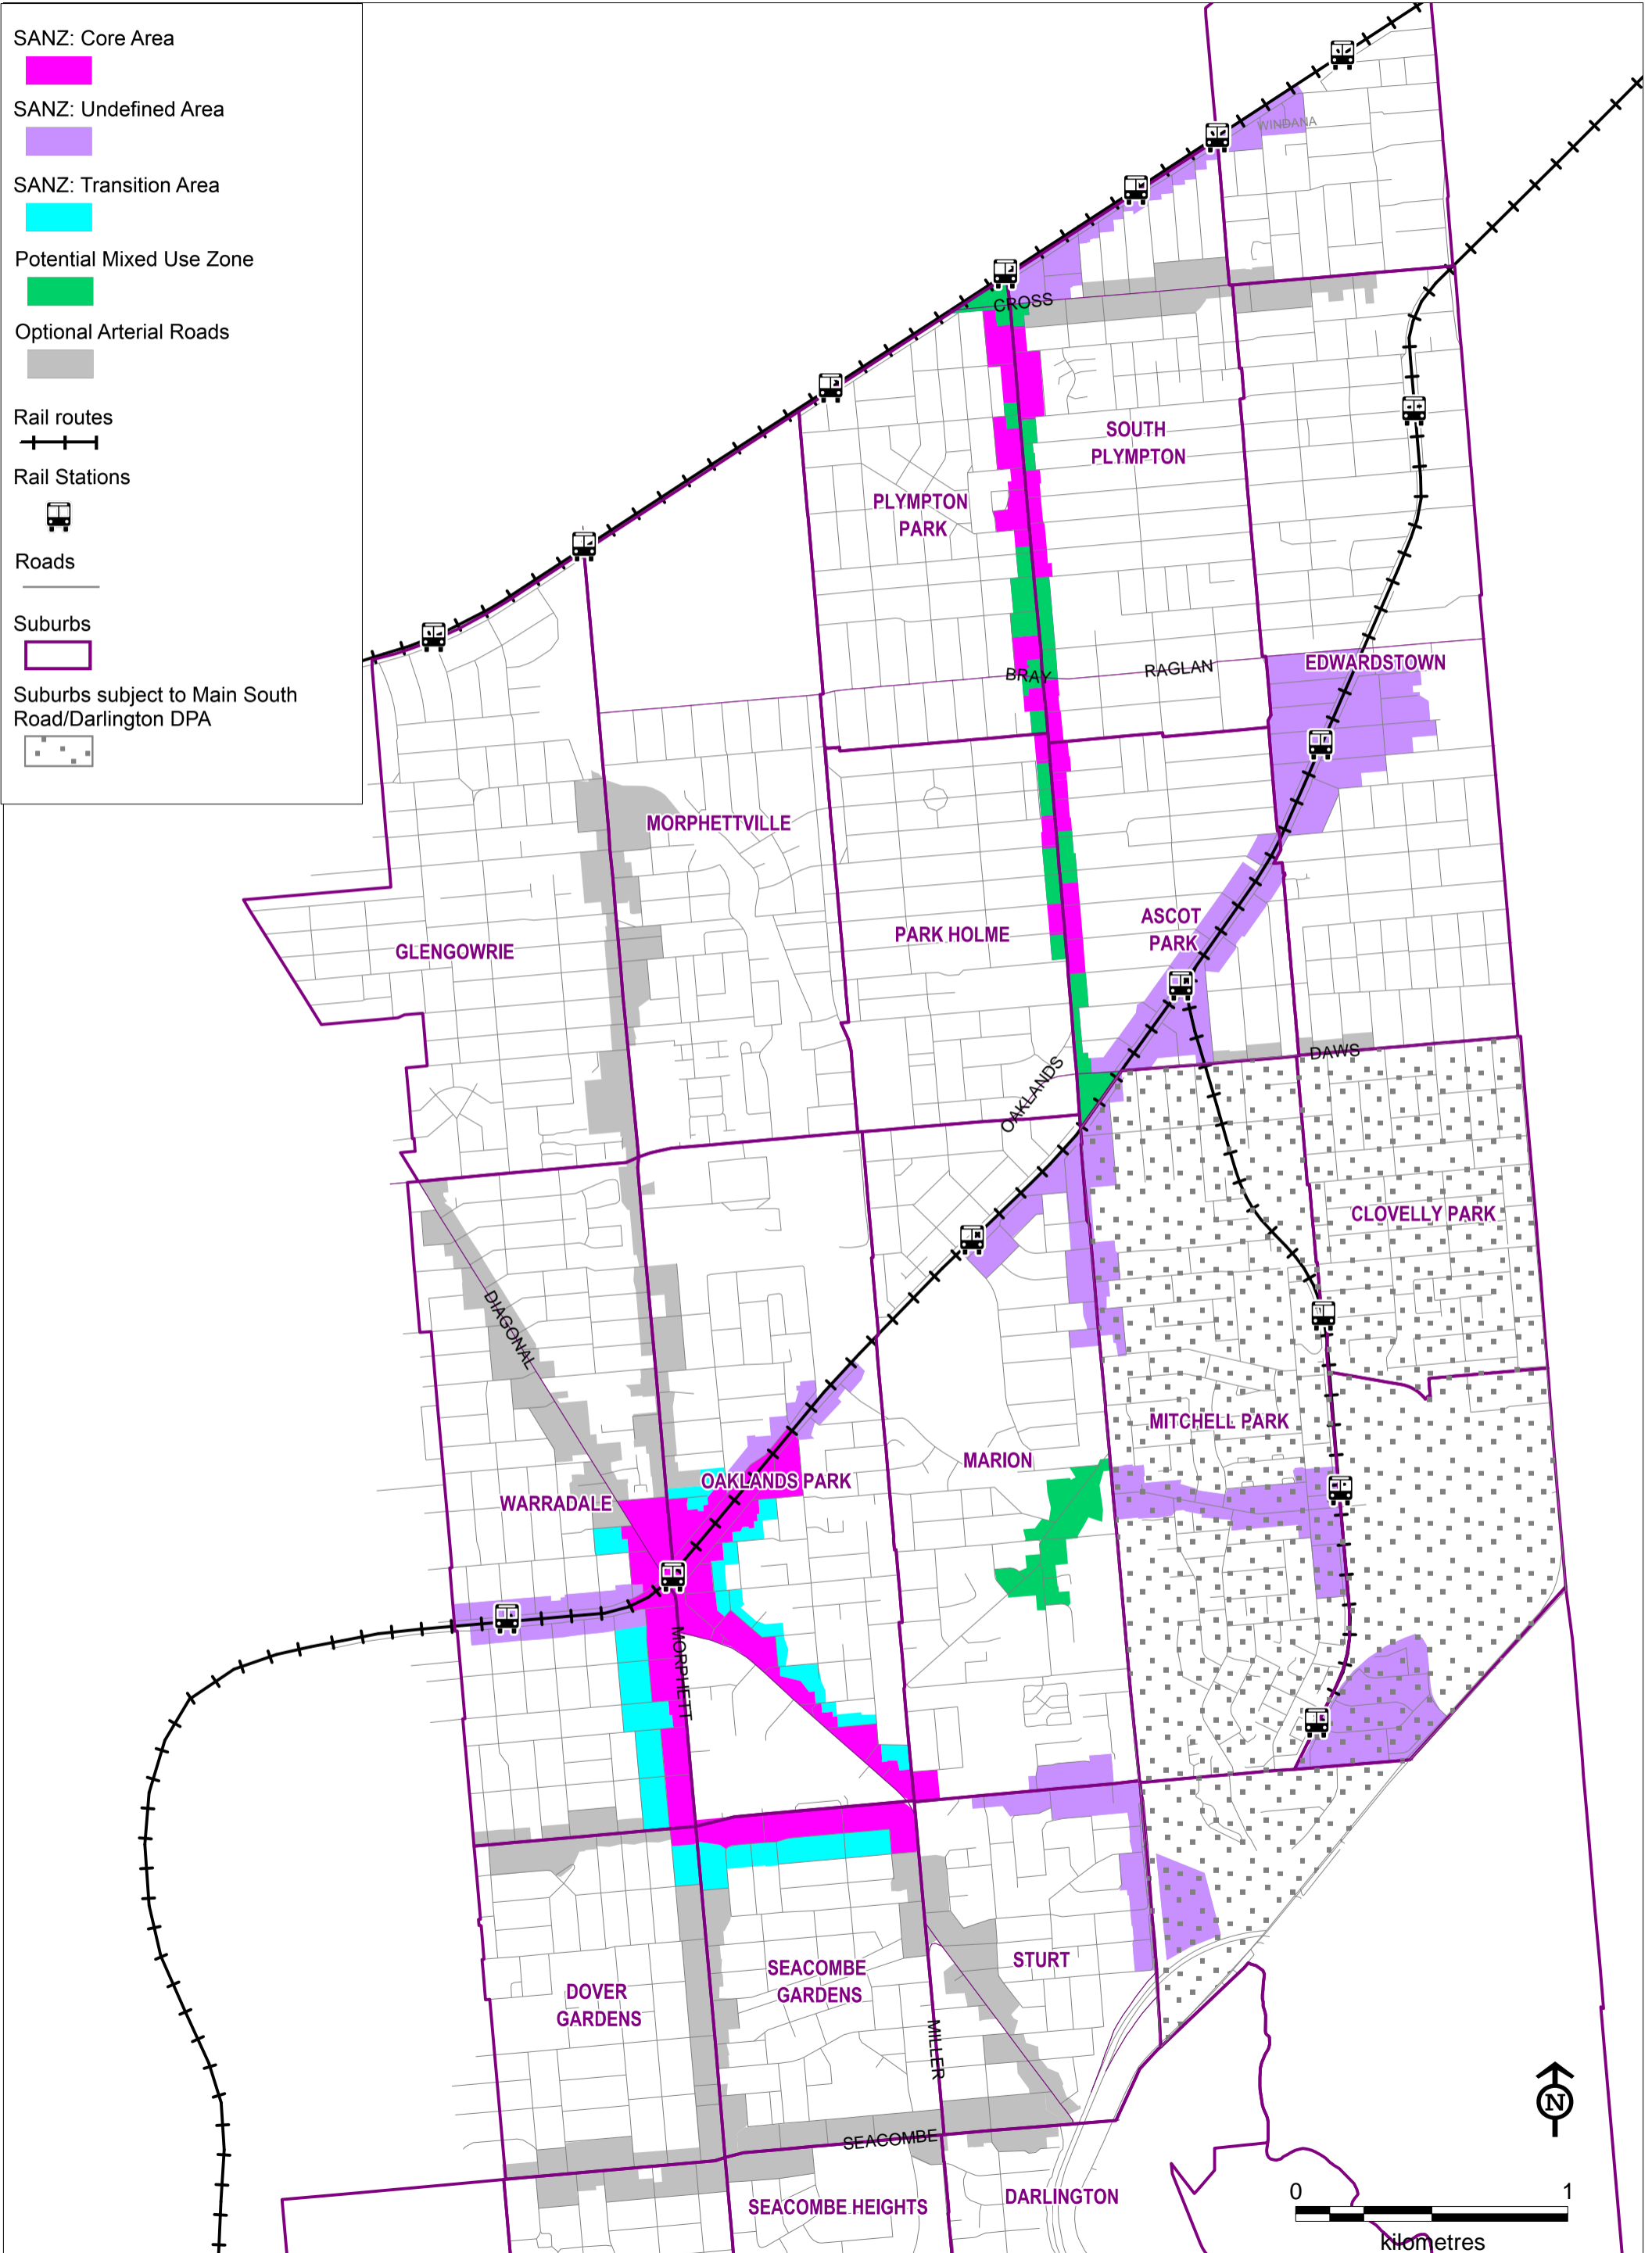 SANZ: Core Area
SANZ: Undefined Area
SANZ: Transition Area
Potential Mixed Use Zone
Optional Arterial Roads
Rail routes
Rail Stations
Roads
Suburbs
Suburbs subject to Main South
Road/Darlington DPA
WINDANA
CROSS
SOUTH
PLYMPTON
PLYMPTON
PARK
BRAY
RAGLAN
EDWARDSTOWN
MORPHETTVILLE
GLENGOWRIE
PARK HOLME
ASCOT
PARK
DAWS
OAKLANDS
CLOVELLY PARK
DIAGONAL
MITCHELL PARK
MARION
OAKLANDS PARK
WARRADALE
MORPHETT
STURT
SEACOMBE
GARDENS
DOVER
GARDENS
MILLER
SEACOMBE
DARLINGTON
SEACOMBE HEIGHTS
N
0 1
kilometres